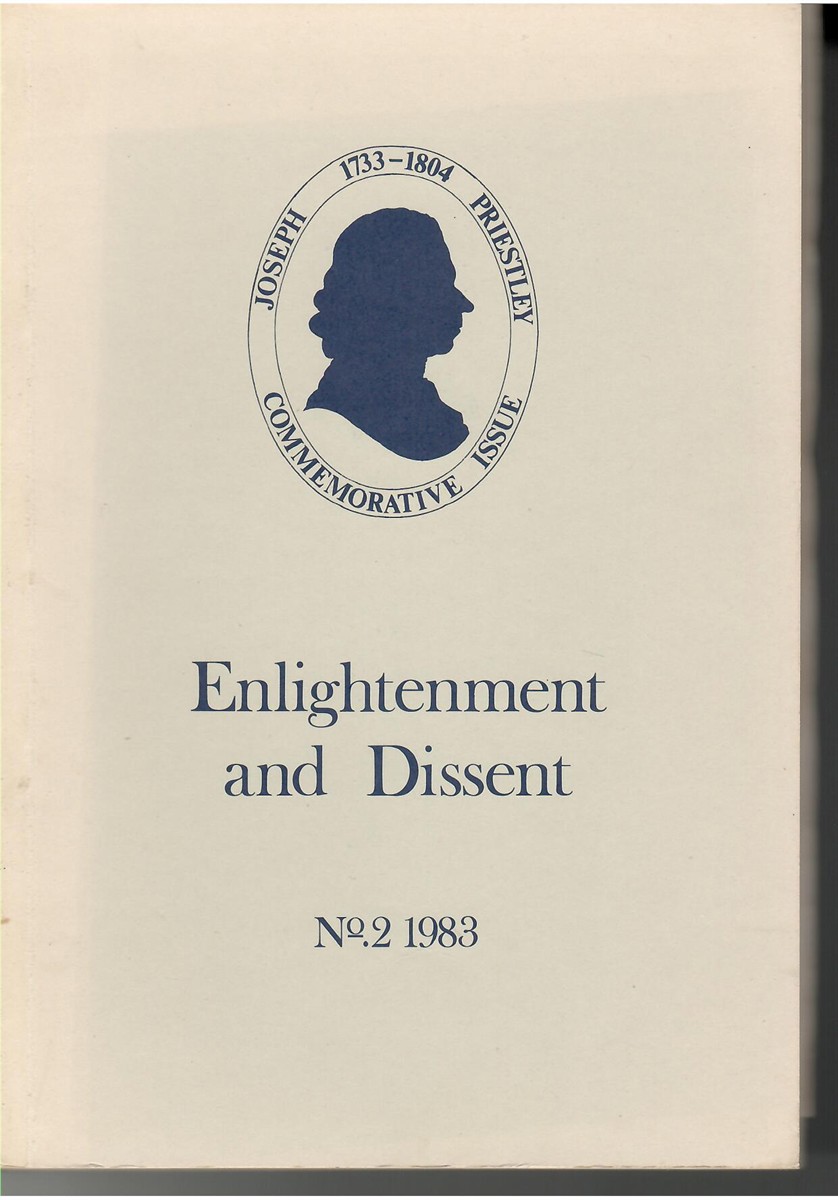 JOSEPH 1733–1804 PRIESTLEY
COMMEMORATIVE ISSUE
Enlightenment
and Dissent
Nº.2 1983